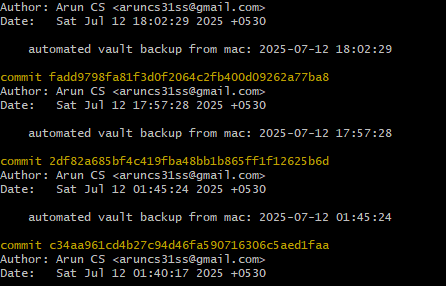 Author: Arun CS <aruncs31ss@gmail.com>
Date:   Sat Jul 12 18:02:29 2025 +0530
    automated vault backup from mac: 2025-07-12 18:02:29
commit fadd9798fa81f3d0f2064c2fb400d09262a77ba8
Author: Arun CS <aruncs31ss@gmail.com>
Date:   Sat Jul 12 17:57:28 2025 +0530
    automated vault backup from mac: 2025-07-12 17:57:28
commit 2df82a685bf4c419fba48bb1b865ff1f12625b6d
Author: Arun CS <aruncs31ss@gmail.com>
Date:   Sat Jul 12 01:45:24 2025 +0530
    automated vault backup from mac: 2025-07-12 01:45:24
commit c34aa961cd4b27c94d46fa590716306c5aed1faa
Author: Arun CS <aruncs31ss@gmail.com>
Date:   Sat Jul 12 01:40:17 2025 +0530